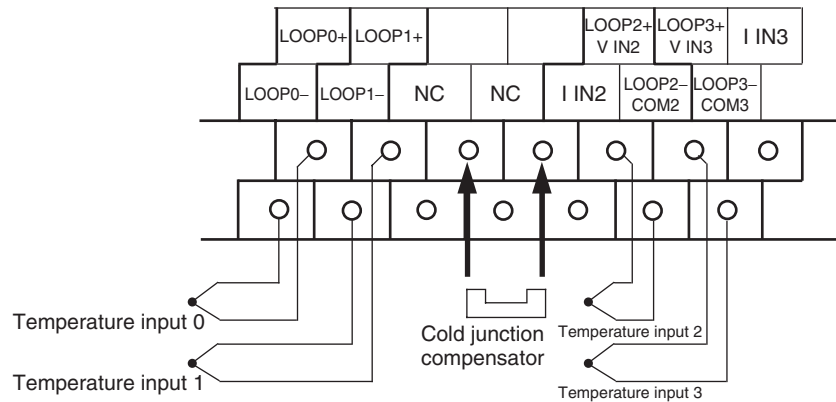 LOOP0+ LOOP1+ LOOP2+ LOOP3+ I IN3
V IN2 V IN3
LOOP0– LOOP1– NC NC I IN2 LOOP2– LOOP3–
COM2 COM3
Temperature input 0
Cold junction
compensator
Temperature input 2
Temperature input 1
Temperature input 3